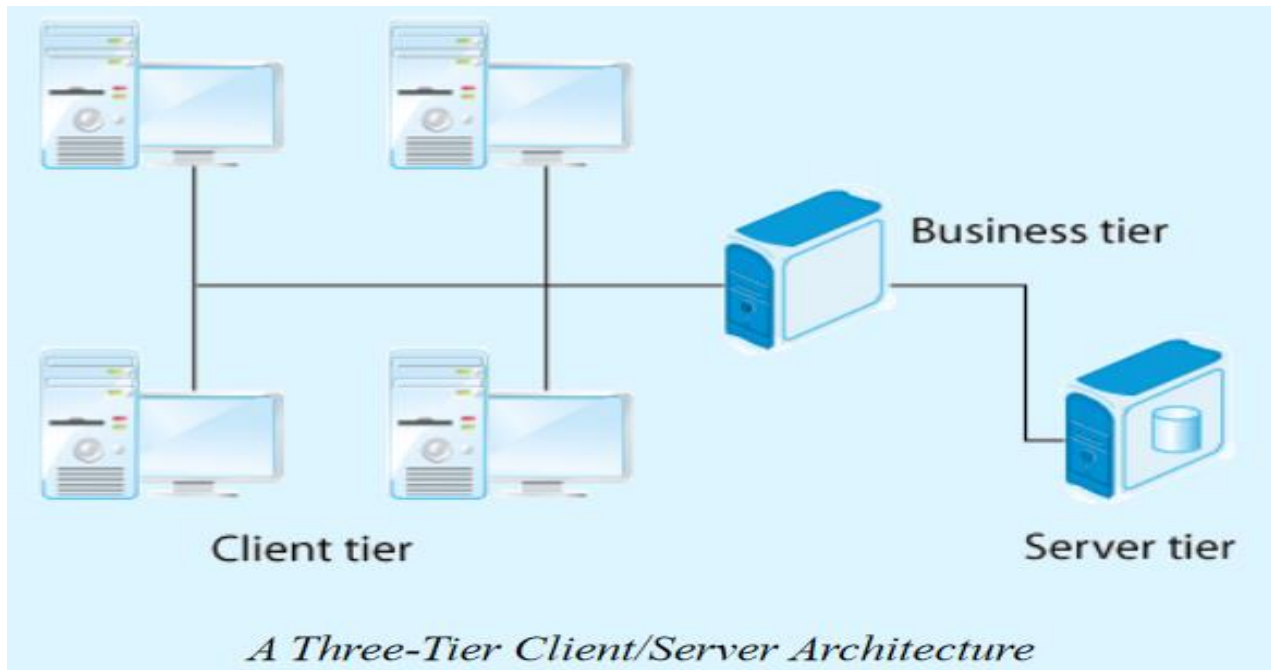 Business tier
Client tier
Server tier
A Three-Tier Client/Server Architecture